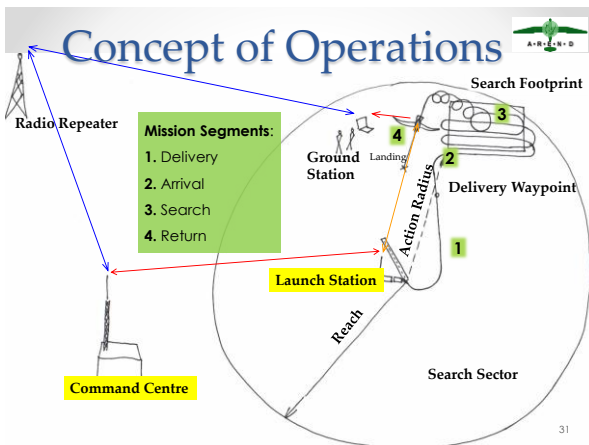 Concept of Operations
A•R•E•N•D
Search Footprint
Radio Repeater
Mission Segments:
1. Delivery
2. Arrival
3. Search
4. Return
3
4
Ground
Station
Landing
2
Delivery Waypoint
Action Radius
1
Launch Station
Reach
Command Centre
Search Sector
31